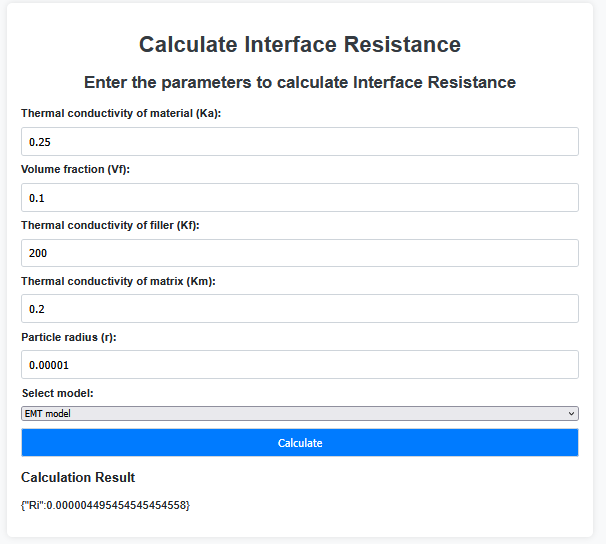 Calculate Interface Resistance
Enter the parameters to calculate Interface Resistance
Thermal conductivity of material (Ka):
0.25
Volume fraction (Vf):
0.1
Thermal conductivity of filler (Kf):
200
Thermal conductivity of matrix (Km):
0.2
Particle radius (r):
0.00001
Select model:
EMT model
Calculate
Calculation Result
{"Ri":0.000004495454545454558}